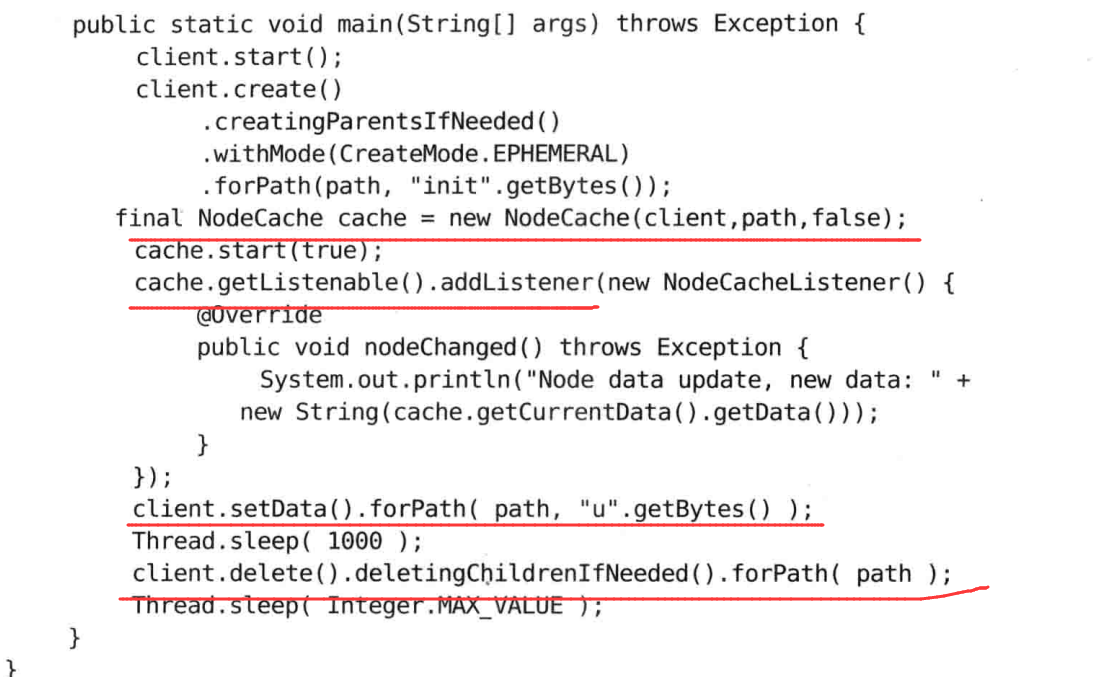 public static void main(String[] args) throws Exception {
client.start();
client.create()
.creatingParentsIfNeeded()
.withMode(CreateMode.EPHEMERAL)
.forPath(path, "init".getBytes());
final NodeCache cache = new NodeCache(client,path,false);
cache.start(true);
cache.getListenable().addListener(new NodeCacheListener() {
@Override
public void nodeChanged() throws Exception {
System.out.println("Node data update, new data: " +
new String(cache.getCurrentData().getData()));
}
});
client.setData().forPath( path, "u".getBytes() );
Thread.sleep( 1000 );
client.delete().deletingChildrenIfNeeded().forPath( path );
Thread.sleep( Integer.MAX_VALUE );
}
}